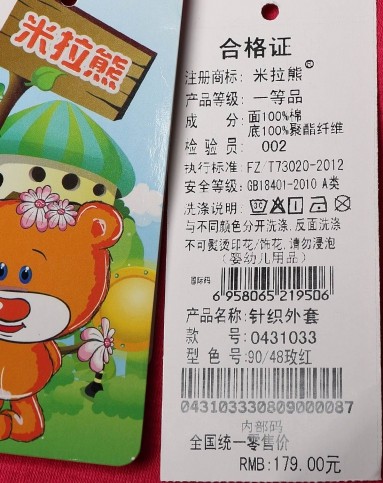 米拉熊
合格证
注册商标: 米拉熊®
产品等级: 一等品
成 分: 面100%棉
底100%聚酯纤维
检 验 员: 002
执行标准: FZ/T73020-2012
安全等级: GB18401-2010 A类
洗涤说明:
与不同颜色分开洗涤,反面洗涤
不可熨烫印花/饰花,请勿浸泡
(婴幼儿用品)
国际码
6 958065 219506
产品名称: 针织外套
款 号: 0431033
型 色 号: 90/48玫红
043103330809000087
内部码
全国统一零售价
RMB: 179.00元